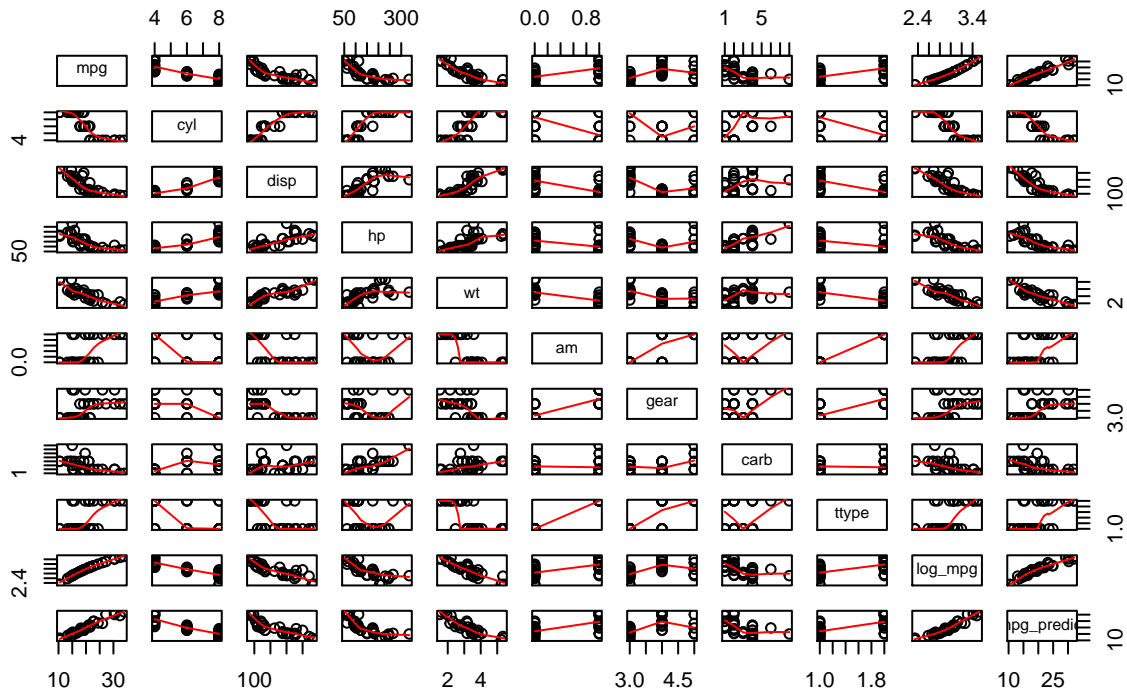 4 6 8 50 300 0.0 0.8 1 5 2.4 3.4
mpg 10
4 cyl
disp 100
50 hp
wt 2
0.0 am
gear 3.0
1 carb
ttype 1.0
2.4 log_mpg
10
10 30 100 2 4 3.0 4.5 1.0 1.8 10 25